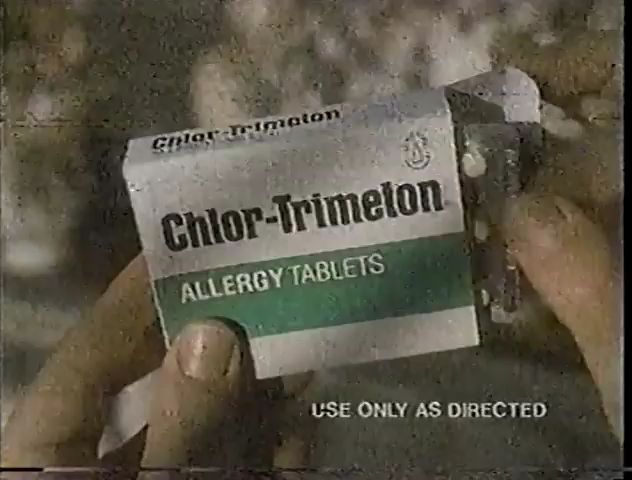 Chlor-Trimeton
Chlor-Trimeton
ALLERGY TABLETS
USE ONLY AS DIRECTED